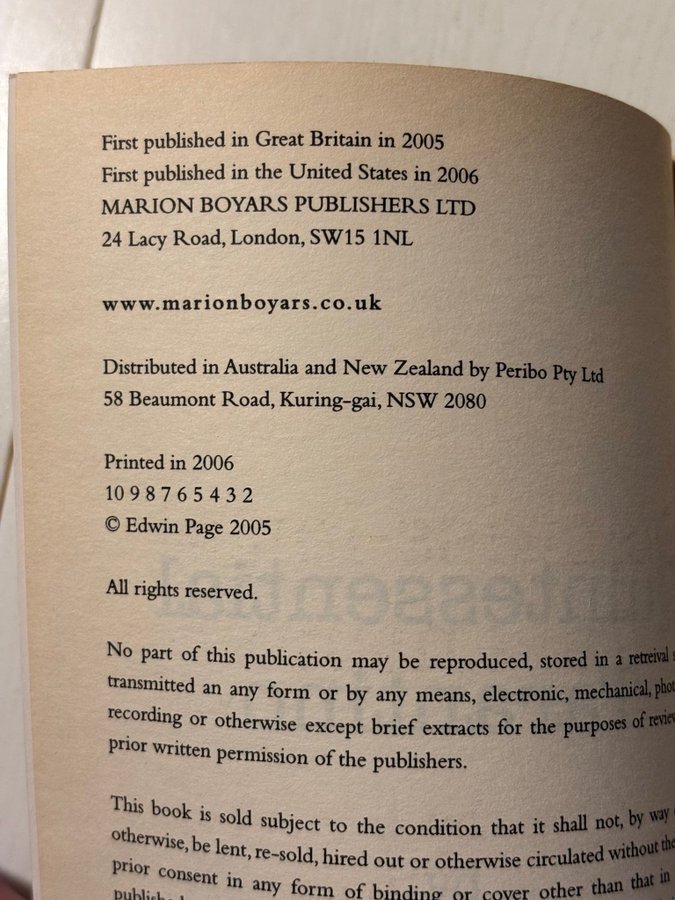 First published in Great Britain in 2005
First published in the United States in 2006
MARION BOYARS PUBLISHERS LTD
24 Lacy Road, London, SW15 1NL
www.marionboyars.co.uk
Distributed in Australia and New Zealand by Peribo Pty Ltd
58 Beaumont Road, Kuring-gai, NSW 2080
Printed in 2006
10 9 8 7 6 5 4 3 2
© Edwin Page 2005
All rights reserved.
No part of this publication may be reproduced, stored in a retreival
transmitted an any form or by any means, electronic, mechanical,
recording or otherwise except brief extracts for the purposes of
prior written permission of the publishers.
This book is sold subject to the condition that it shall not, by way
otherwise, be lent, re-sold, hired out or otherwise circulated without the
prior consent in any form of binding or cover other than that in